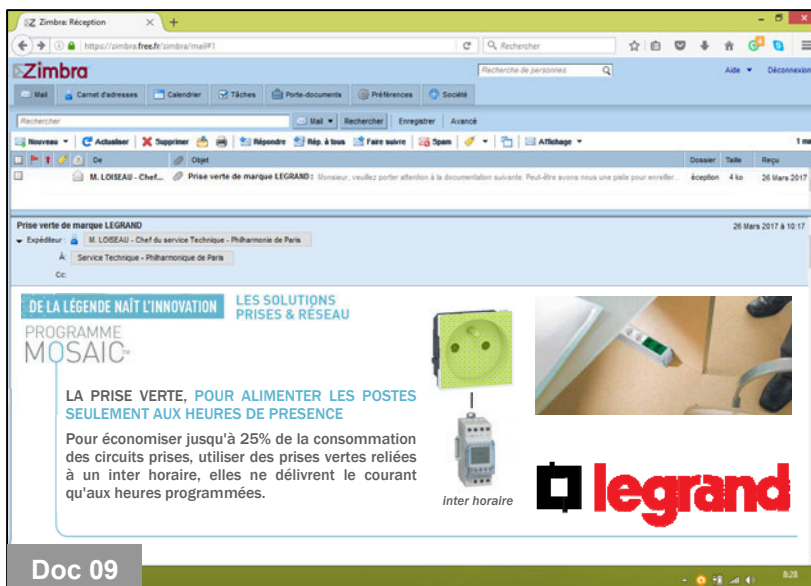 Zimbra: Réception
https://zimbra.free.fr/zimbra/mail#1
Rechercher
Zimbra
Recherche de personnes
Aide
Déconnexion
Mail
Carnet d'adresses
Calendrier
Tâches
Porte-documents
Préférences
Société
Rechercher
Mail
Rechercher
Enregistrer
Avancé
Nouveau
Actualiser
Supprimer
Répondre
Rép. à tous
Faire suivre
Spam
Affichage
De
Objet
Dossier
Taille
Reçu
M. LOISEAU - Chef...
Prise verte de marque LEGRAND : Monsieur, veuillez porter attention à la documentation suivante. Peut-être avons nous une piste pour enrailler...
éception
4 ko
26 Mars 2017
Prise verte de marque LEGRAND
26 Mars 2017 à 10:17
Expéditeur :
M. LOISEAU - Chef du service Technique - Philharmonie de Paris
À:
Service Technique - Philharmonique de Paris
Cc:
DE LA LÉGENDE NAÎT L'INNOVATION
LES SOLUTIONS
PRISES & RÉSEAU
PROGRAMME
MOSAIC™
LA PRISE VERTE, POUR ALIMENTER LES POSTES
SEULEMENT AUX HEURES DE PRESENCE
Pour économiser jusqu'à 25% de la consommation
des circuits prises, utiliser des prises vertes reliées
à un inter horaire, elles ne délivrent le courant
qu'aux heures programmées.
inter horaire
legrand
Doc 09
8:28